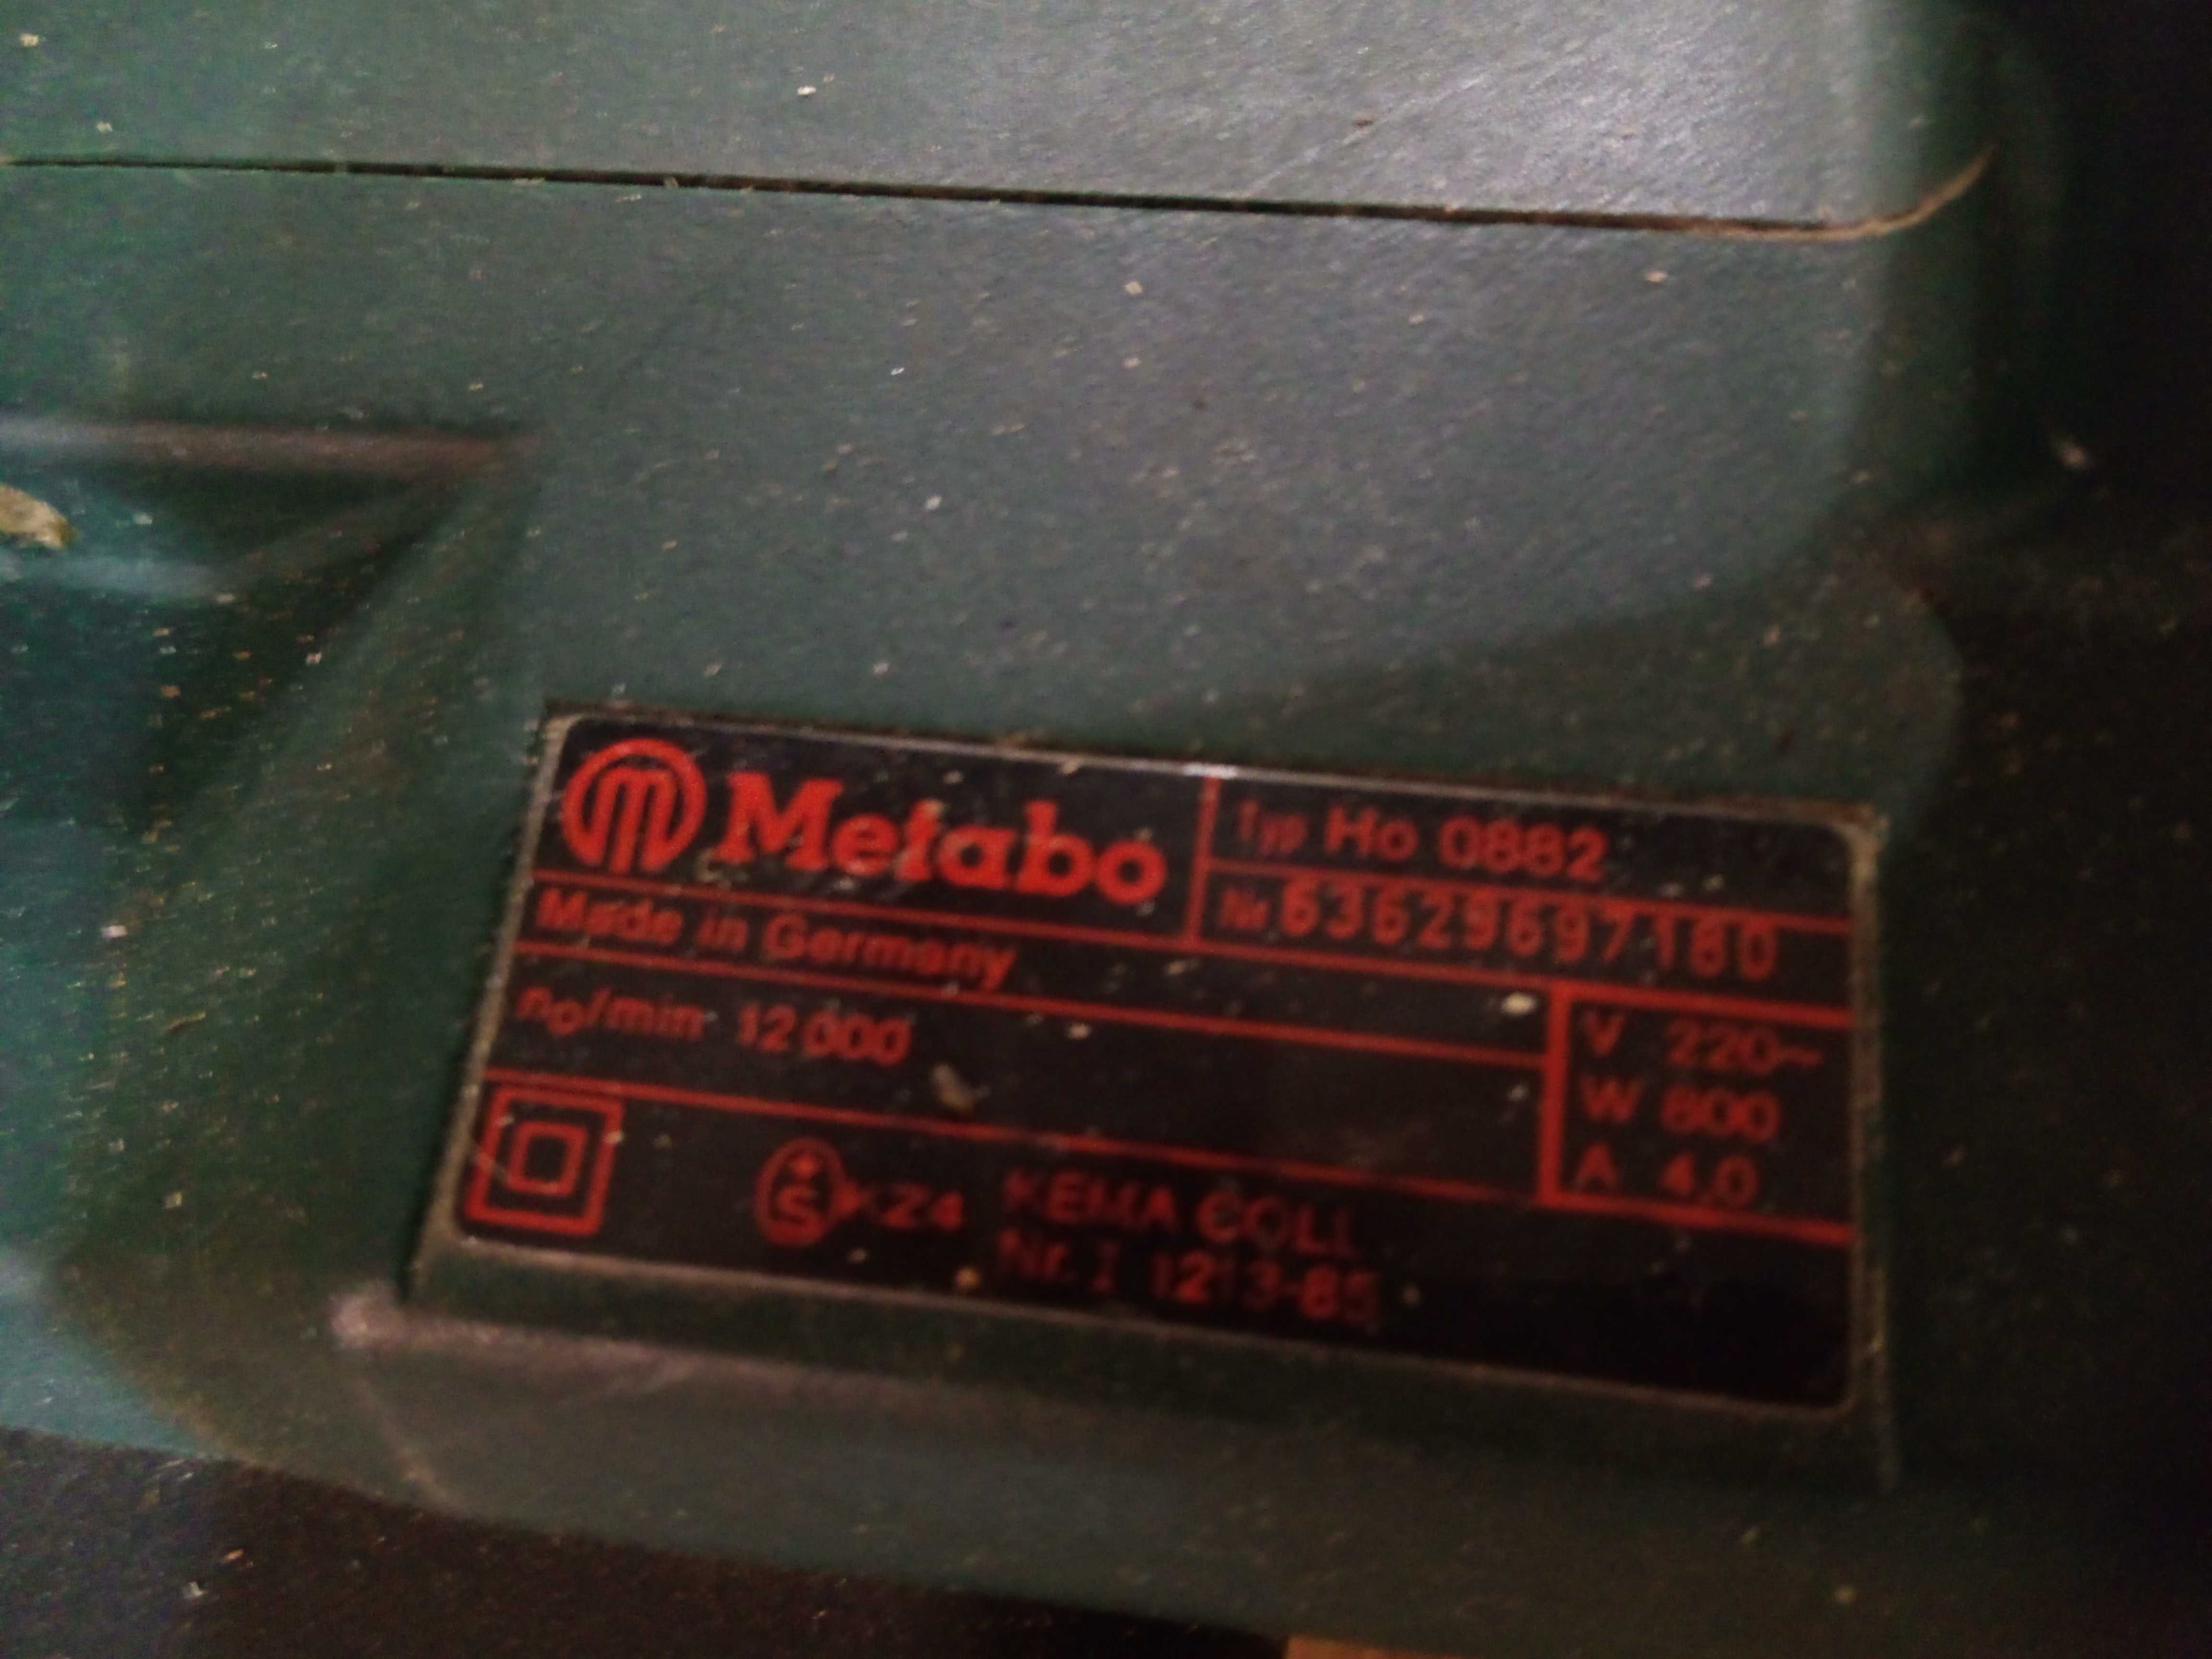 Metabo
Typ Ho 0882
Nr 63629697180
Made in Germany
n₀/min 12 000
V 220~
W 800
A 4,0
S KZ4
KEMA COLL
Nr. I 1213-85